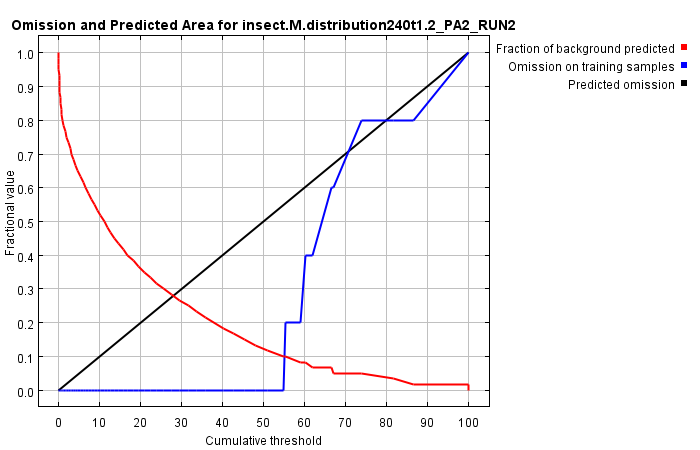 Omission and Predicted Area for insect.M.distribution240t1.2_PA2_RUN2
Fraction of background predicted
Omission on training samples
Predicted omission
Fractional value
1.0
0.9
0.8
0.7
0.6
0.5
0.4
0.3
0.2
0.1
0.0
0 10 20 30 40 50 60 70 80 90 100
Cumulative threshold